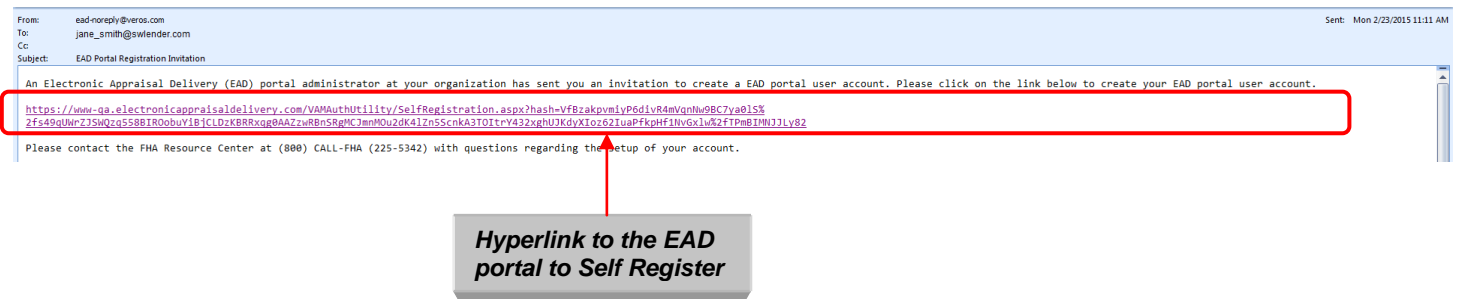 From: ead-noreply@veros.com Sent: Mon 2/23/2015 11:11 AM
To: jane_smith@swlender.com
Cc:
Subject: EAD Portal Registration Invitation
An Electronic Appraisal Delivery (EAD) portal administrator at your organization has sent you an invitation to create a EAD portal user account. Please click on the link below to create your EAD portal user account.
https://www-qa.electronicappraisaldelivery.com/VAMAuthUtility/SelfRegistration.aspx?hash=VfBzakpvmiyP6divR4mVqnNw9BC7ya0lS%
2fs49qUWrZJSWQzq558BIROobuYiBjCLDzKBRRxqg0AAZzwRBnSRgMCJmnMOu2dK4lZn5ScnkA3TOItrY432xghUJKdyXIoz62IuaPfkpHf1NvGxlw%2fTPmBIMNJJLy82
Please contact the FHA Resource Center at (800) CALL-FHA (225-5342) with questions regarding the setup of your account.
Hyperlink to the EAD
portal to Self Register